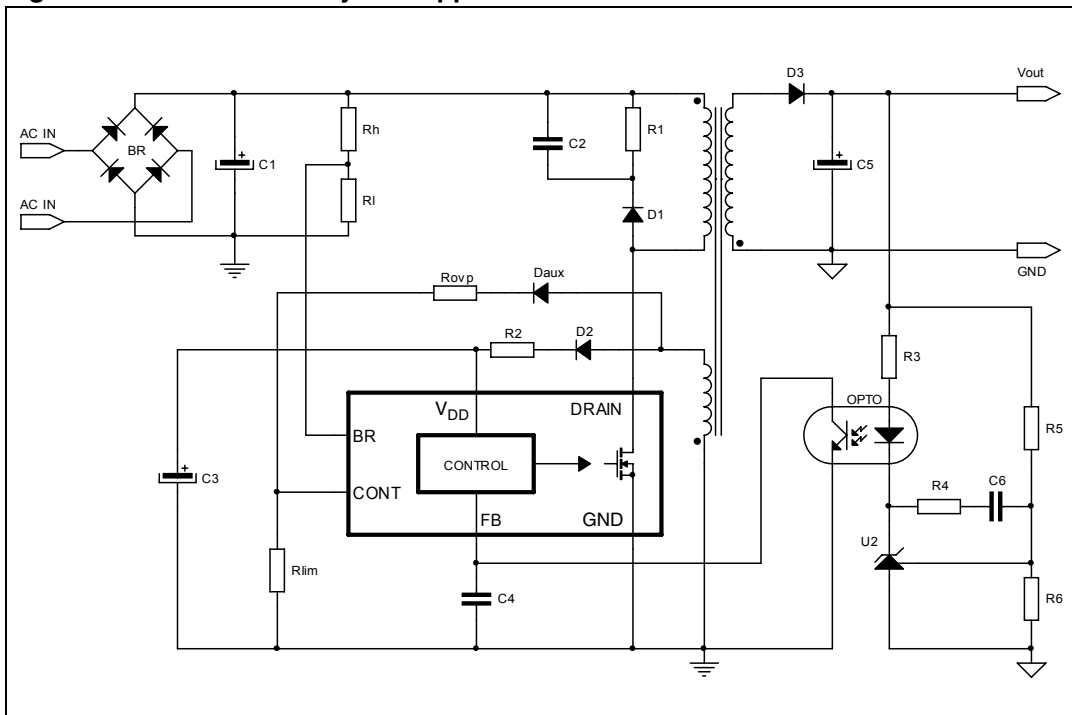 D3
Vout
AC IN
BR
C1
Rh
C2
R1
C5
Rl
D1
AC IN
GND
Rovp
Daux
R2
D2
R3
VDD
DRAIN
OPTO
BR
R5
CONTROL
C3
CONT
R4
C6
FB
GND
U2
Rlim
C4
R6